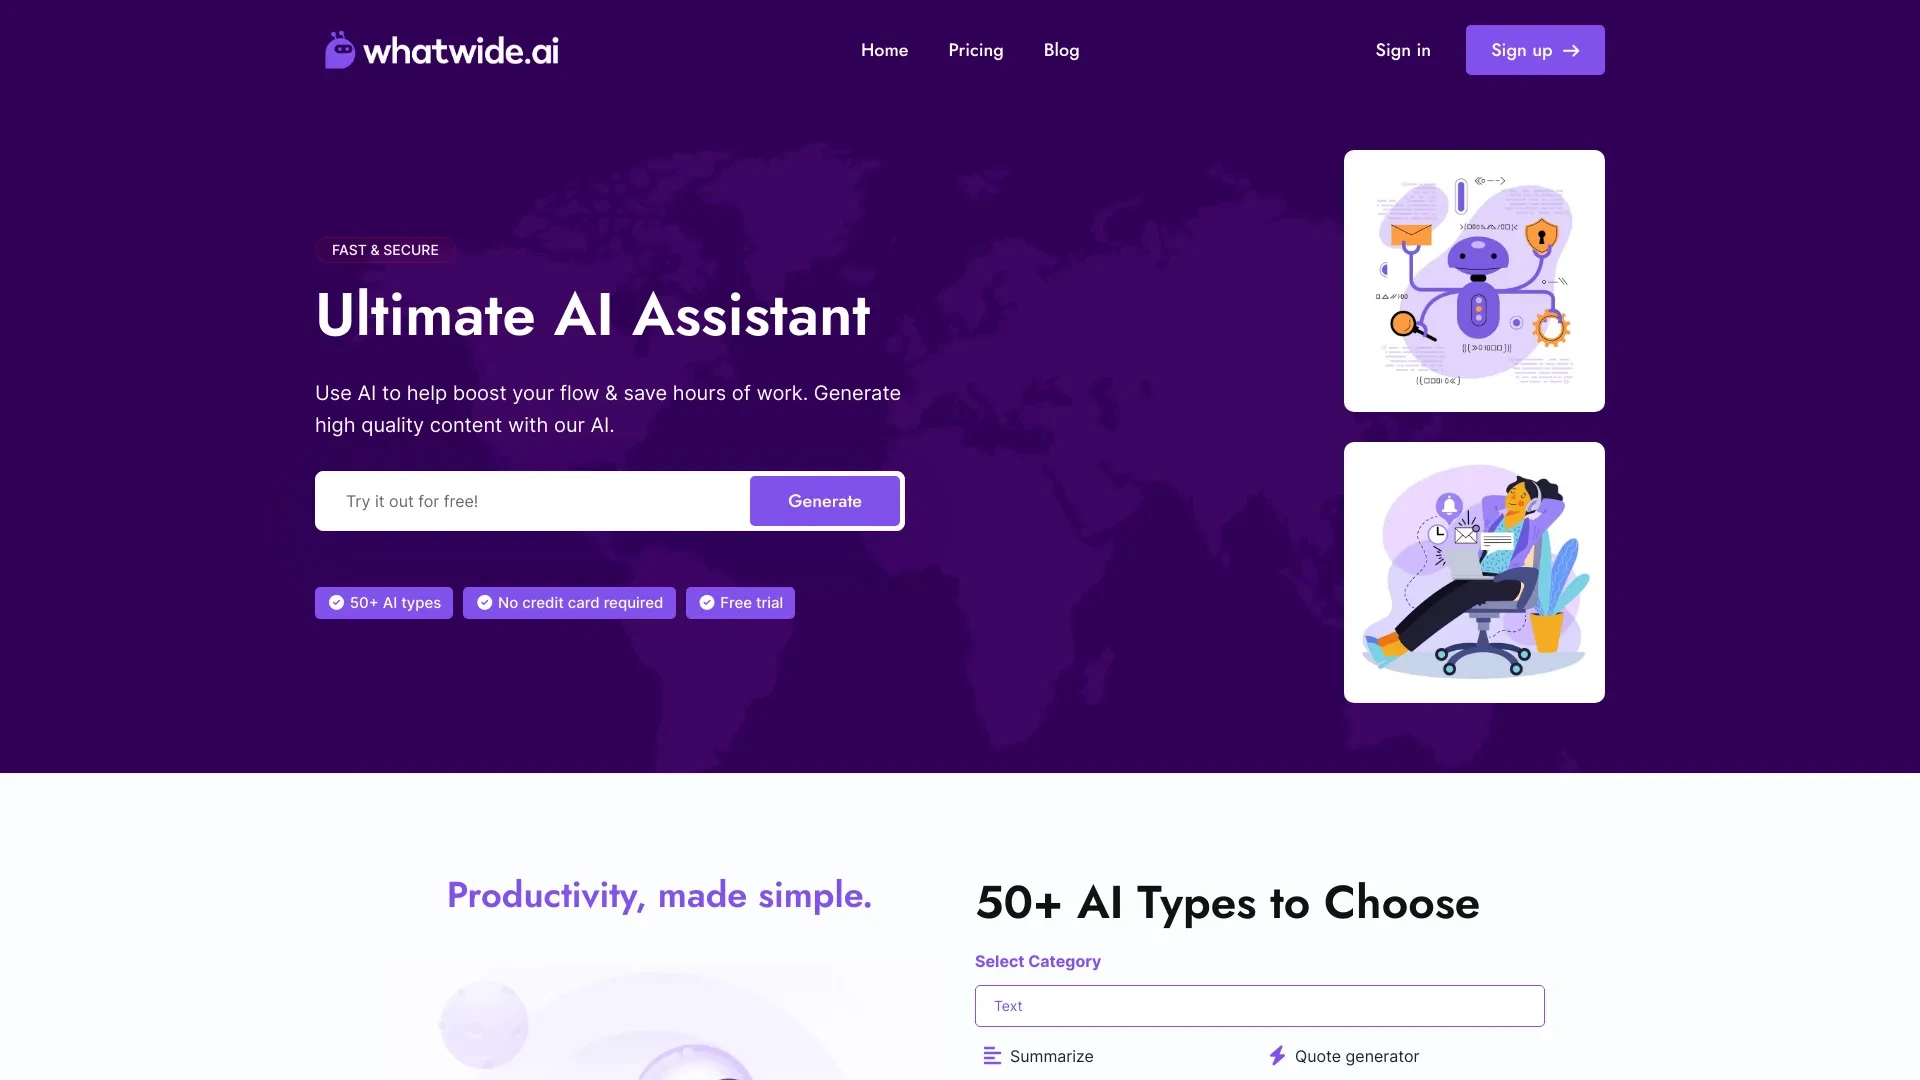 whatwide.ai
Home
Pricing
Blog
Sign in
Sign up
FAST & SECURE
Ultimate AI Assistant
Use AI to help boost your flow & save hours of work. Generate
high quality content with our AI.
Try it out for free!
Generate
50+ AI types
No credit card required
Free trial
Productivity, made simple.
50+ AI Types to Choose
Select Category
Text
Summarize
Quote generator